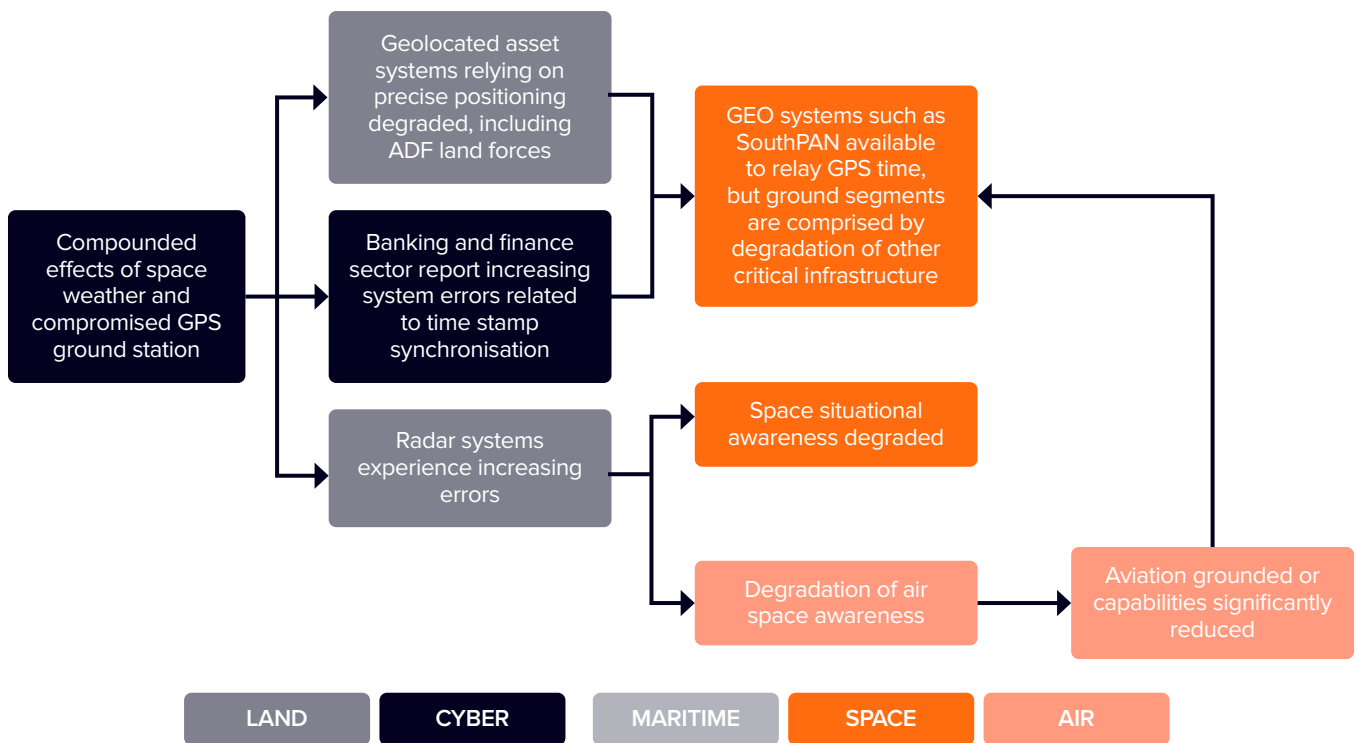 Geolocated asset
systems relying on
precise positioning
degraded, including
ADF land forces
GEO systems such as
SouthPAN available
to relay GPS time,
but ground segments
are comprised by
degradation of other
critical infrastructure
Compounded
effects of space
weather and
compromised GPS
ground station
Banking and finance
sector report increasing
system errors related
to time stamp
synchronisation
Space situational
awareness degraded
Radar systems
experience increasing
errors
Degradation of air
space awareness
Aviation grounded or
capabilities significantly
reduced
LAND
CYBER
MARITIME
SPACE
AIR